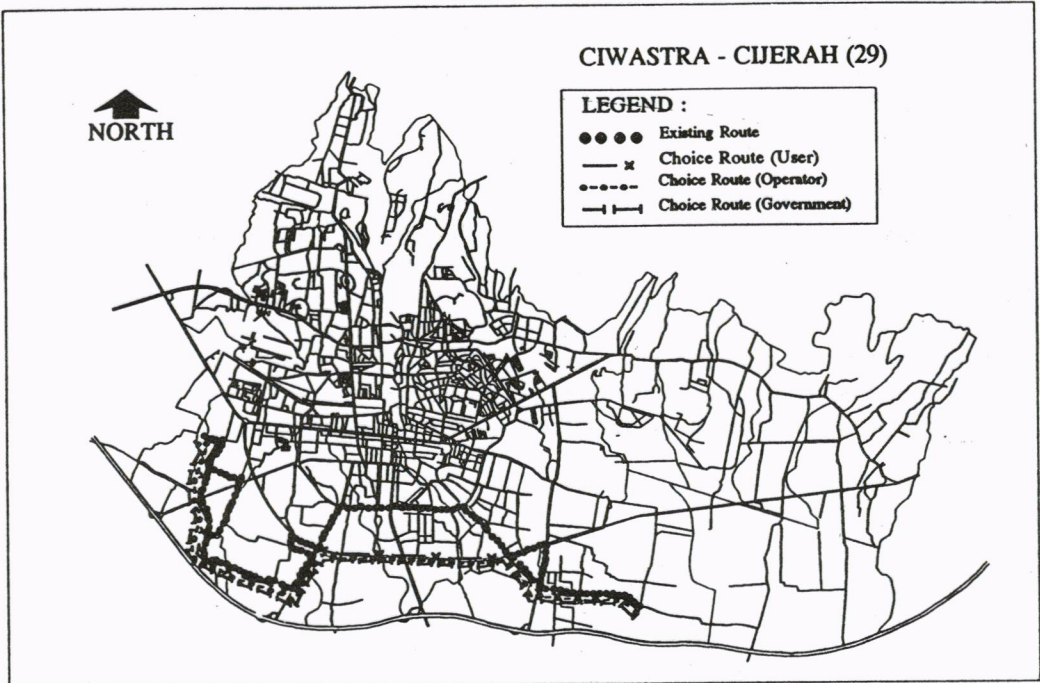 CIWASTRA - CIJERAH (29)
NORTH
LEGEND :
Existing Route
Choice Route (User)
Choice Route (Operator)
Choice Route (Government)